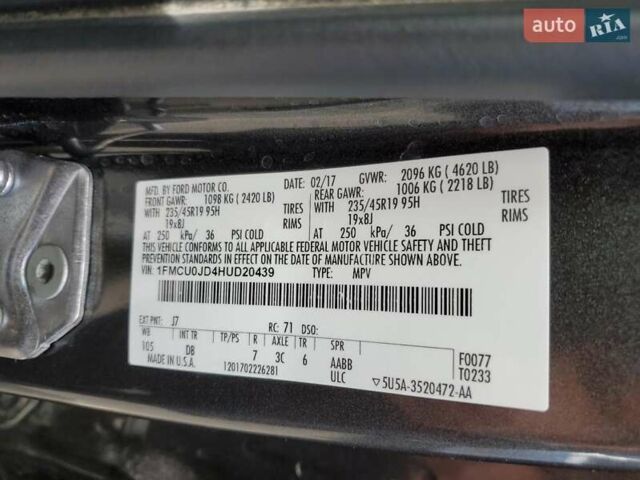 auto RIA.com
MFD. BY FORD MOTOR CO.
DATE: 02/17 GVWR: 2096 KG ( 4620 LB)
FRONT GAWR: 1098 KG ( 2420 LB) REAR GAWR: 1006 KG ( 2218 LB)
WITH 235/45R19 95H TIRES WITH 235/45R19 95H TIRES
19x8J RIMS 19x8J RIMS
AT 250 kPa/ 36 PSI COLD AT 250 kPa/ 36 PSI COLD
THIS VEHICLE CONFORMS TO ALL APPLICABLE FEDERAL MOTOR VEHICLE SAFETY AND THEFT
PREVENTION STANDARDS IN EFFECT ON THE DATE OF MANUFACTURE SHOWN ABOVE.
VIN: 1FMCU0JD4HUD20439 TYPE: MPV
EXT PNT: J7 RC: 71 DSO:
WB INT TR TP/PS R AXLE TR SPR
105 DB 7 3C 6 AABB F0077
MADE IN U.S.A. 1201702226281 ULC T0233
▽5U5A-3520472-AA